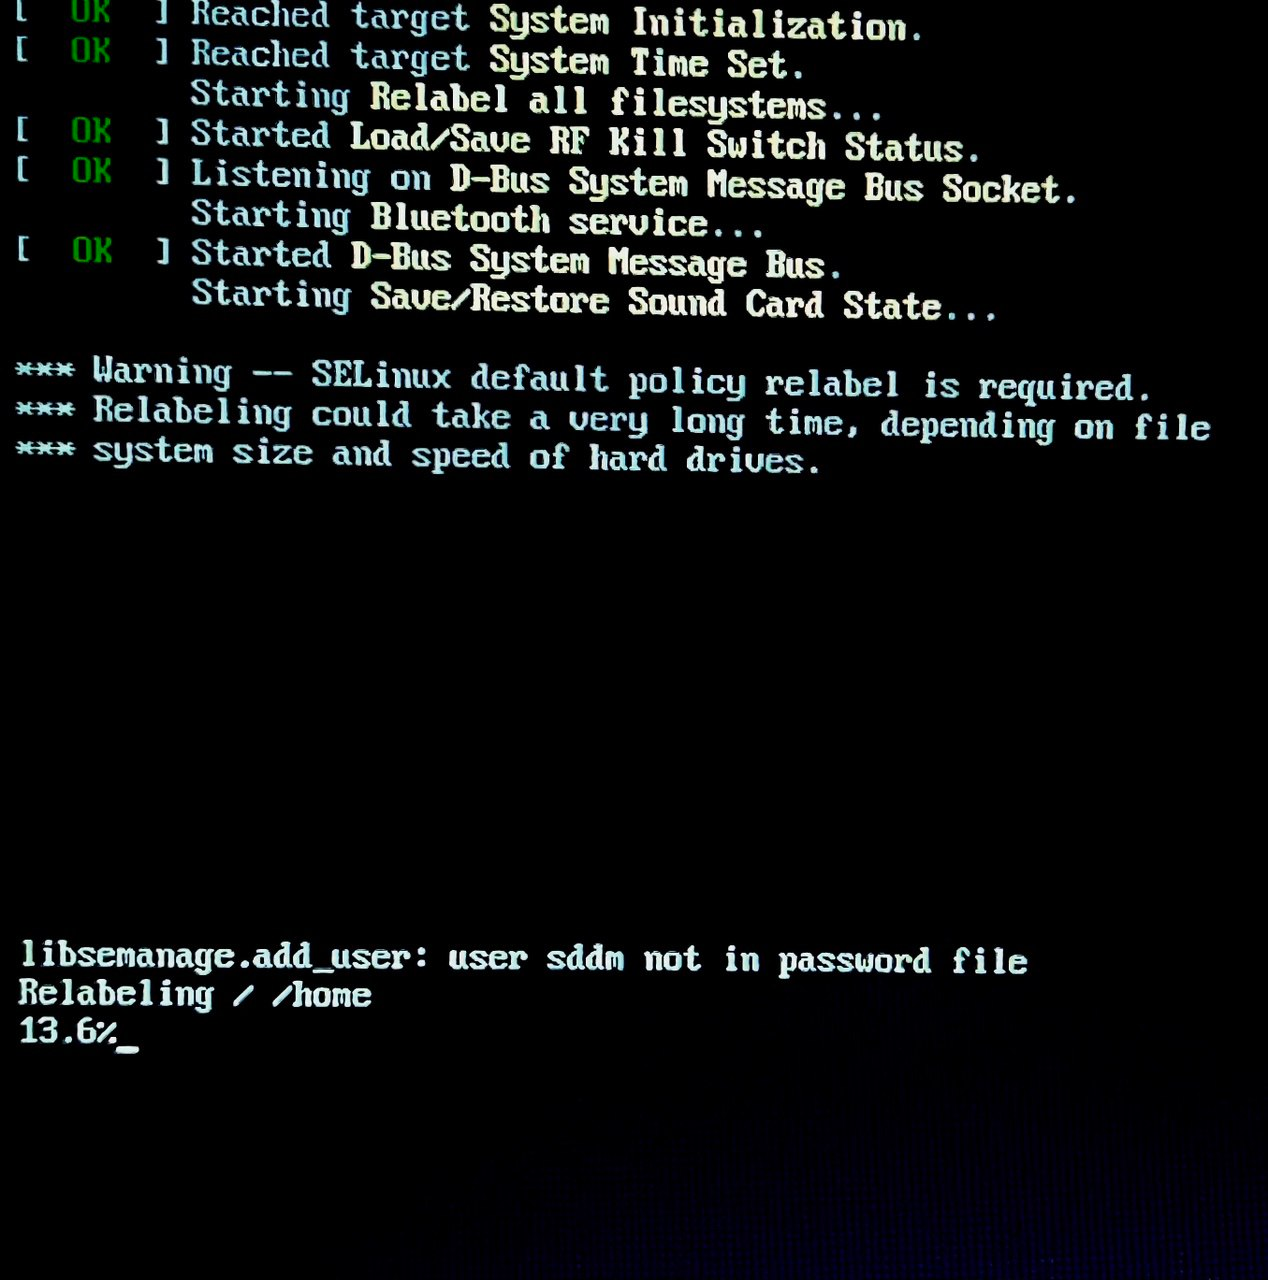 [  OK  ] Reached target System Initialization.
[  OK  ] Reached target System Time Set.
Starting Relabel all filesystems...
[  OK  ] Started Load/Save RF Kill Switch Status.
[  OK  ] Listening on D-Bus System Message Bus Socket.
Starting Bluetooth service...
[  OK  ] Started D-Bus System Message Bus.
Starting Save/Restore Sound Card State...
*** Warning -- SELinux default policy relabel is required.
*** Relabeling could take a very long time, depending on file
*** system size and speed of hard drives.
libsemanage.add_user: user sddm not in password file
Relabeling / /home
13.6%_